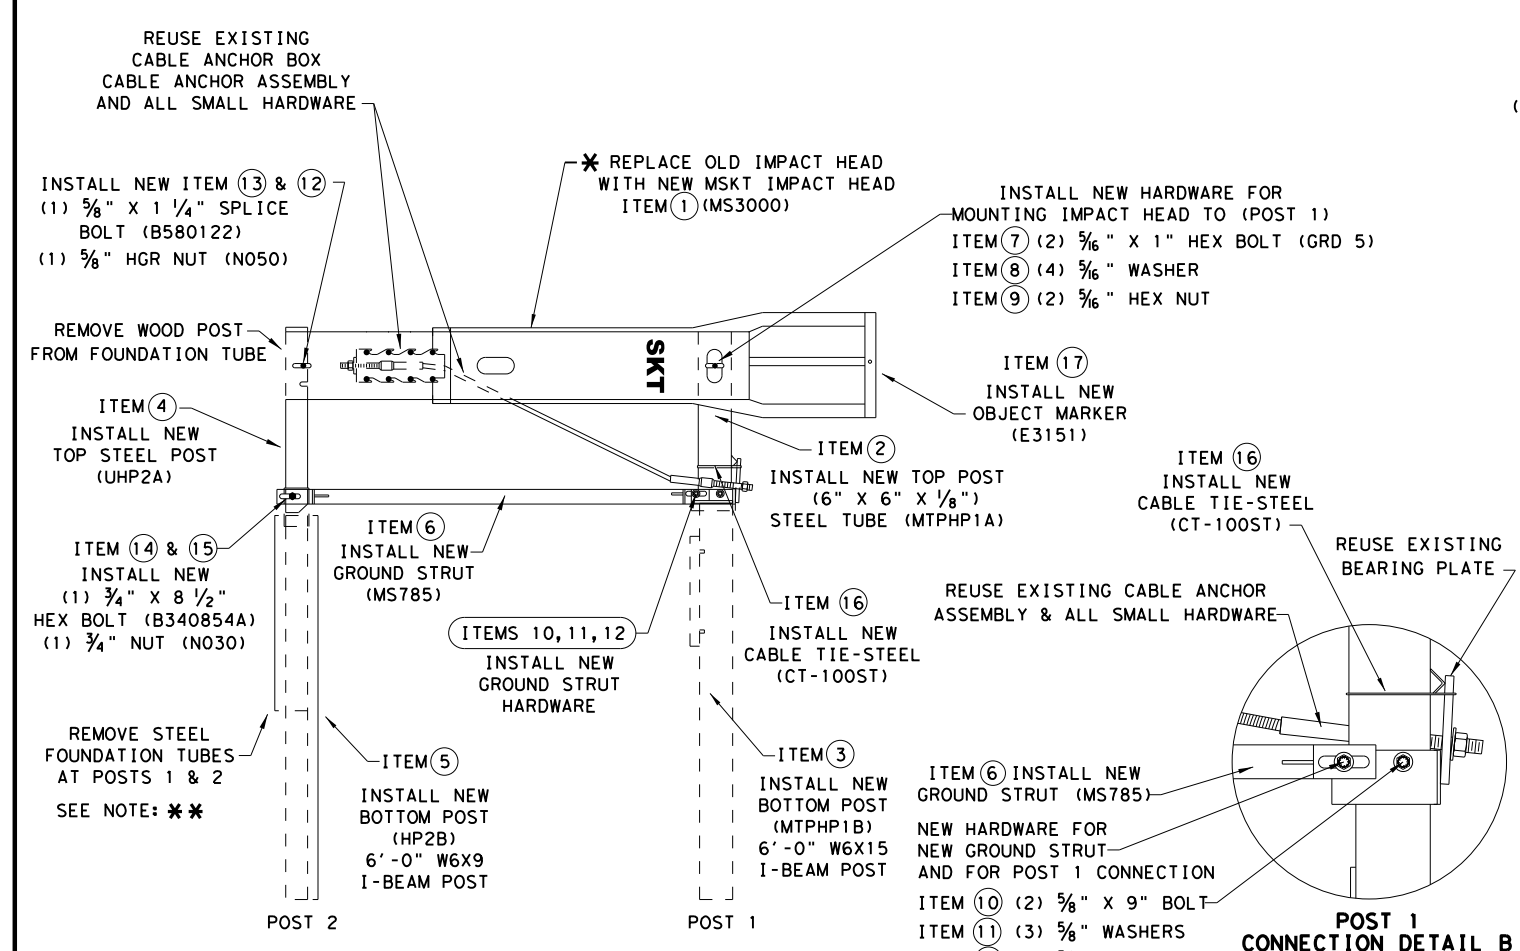 REUSE EXISTING
CABLE ANCHOR BOX
CABLE ANCHOR ASSEMBLY
AND ALL SMALL HARDWARE
INSTALL NEW ITEM 13 & 12
(1) 5/8" X 1 1/4" SPLICE
BOLT (B580122)
(1) 5/8" HGR NUT (N050)
* REPLACE OLD IMPACT HEAD
WITH NEW MSKT IMPACT HEAD
ITEM 1 (MS3000)
INSTALL NEW HARDWARE FOR
MOUNTING IMPACT HEAD TO (POST 1)
ITEM 7 (2) 5/16" X 1" HEX BOLT (GRD 5)
ITEM 8 (4) 5/16" WASHER
ITEM 9 (2) 5/16" HEX NUT
REMOVE WOOD POST
FROM FOUNDATION TUBE
SKT
ITEM 17
INSTALL NEW
OBJECT MARKER
(E3151)
ITEM 4
INSTALL NEW
TOP STEEL POST
(UHP2A)
ITEM 2
INSTALL NEW TOP POST
(6" X 6" X 1/8")
STEEL TUBE (MTPHP1A)
ITEM 16
INSTALL NEW
CABLE TIE-STEEL
(CT-100ST)
ITEM 14 & 15
INSTALL NEW
(1) 3/4" X 8 1/2"
HEX BOLT (B340854A)
(1) 3/4" NUT (N030)
ITEM 6
INSTALL NEW
GROUND STRUT
(MS785)
REUSE EXISTING
BEARING PLATE
REUSE EXISTING CABLE ANCHOR
ASSEMBLY & ALL SMALL HARDWARE
ITEMS 10,11,12
INSTALL NEW
GROUND STRUT
HARDWARE
ITEM 16
INSTALL NEW
CABLE TIE-STEEL
(CT-100ST)
REMOVE STEEL
FOUNDATION TUBES
AT POSTS 1 & 2
SEE NOTE: **
ITEM 5
INSTALL NEW
BOTTOM POST
(HP2B)
6'-0" W6X9
I-BEAM POST
ITEM 3
INSTALL NEW
BOTTOM POST
(MTPHP1B)
6'-0" W6X15
I-BEAM POST
ITEM 6 INSTALL NEW
GROUND STRUT (MS785)
NEW HARDWARE FOR
NEW GROUND STRUT
AND FOR POST 1 CONNECTION
ITEM 10 (2) 5/8" X 9" BOLT
ITEM 11 (3) 5/8" WASHERS
POST 2
POST 1
POST 1
CONNECTION DETAIL B